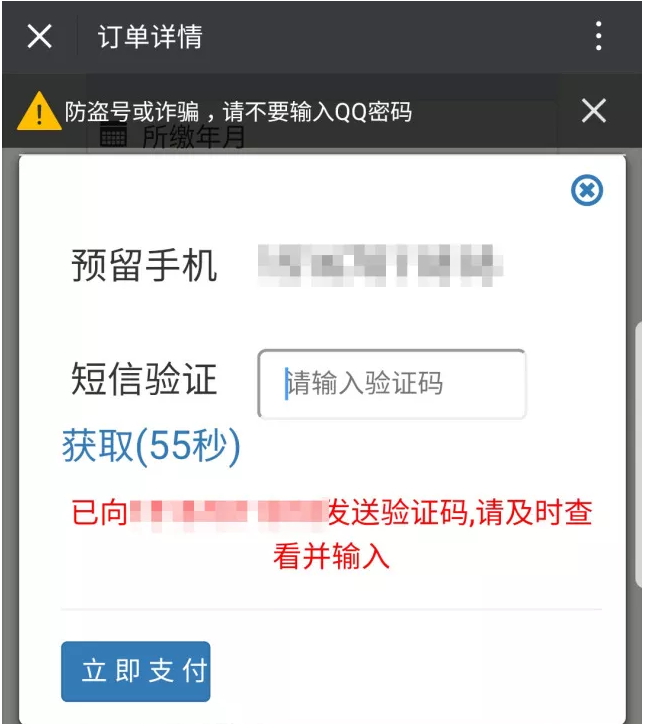 订单详情
防盗号或诈骗，请不要输入QQ密码
所缴年月
预留手机
短信验证 请输入验证码
获取(55秒)
已向发送验证码,请及时查
看并输入
立即支付